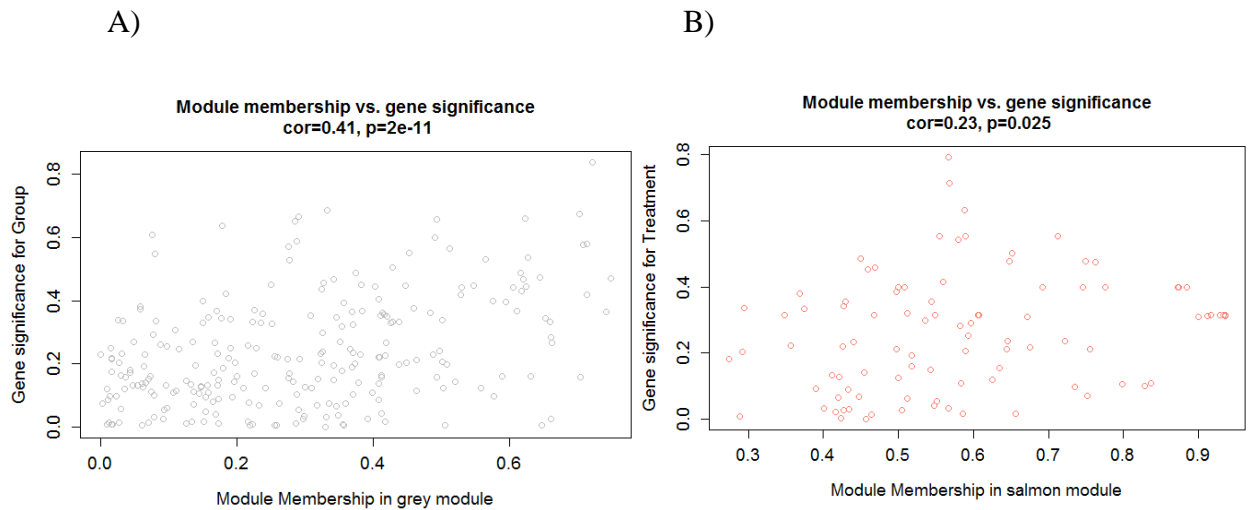 A)
Module membership vs. gene significance
cor=0.41, p=2e-11
Gene significance for Group
0.8
0.6
0.4
0.2
0.0
0.0 0.2 0.4 0.6
Module Membership in grey module
B)
Module membership vs. gene significance
cor=0.23, p=0.025
Gene significance for Treatment
0.8
0.6
0.4
0.2
0.0
0.3 0.4 0.5 0.6 0.7 0.8 0.9
Module Membership in salmon module